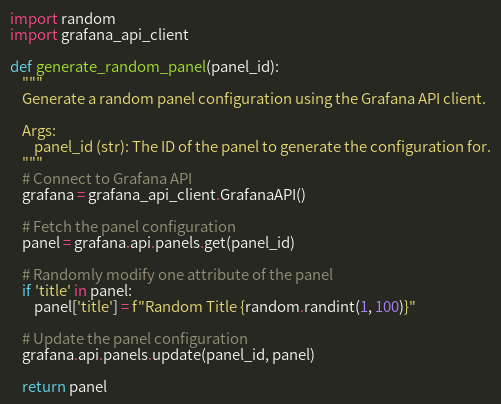 import random
import grafana_api_client

def generate_random_panel(panel_id):
    """
    Generate a random panel configuration using the Grafana API client.

    Args:
        panel_id (str): The ID of the panel to generate the configuration for.
    """
    # Connect to Grafana API
    grafana = grafana_api_client.GrafanaAPI()

    # Fetch the panel configuration
    panel = grafana.api.panels.get(panel_id)

    # Randomly modify one attribute of the panel
    if 'title' in panel:
        panel['title'] = f"Random Title {random.randint(1, 100)}"

    # Update the panel configuration
    grafana.api.panels.update(panel_id, panel)

    return panel